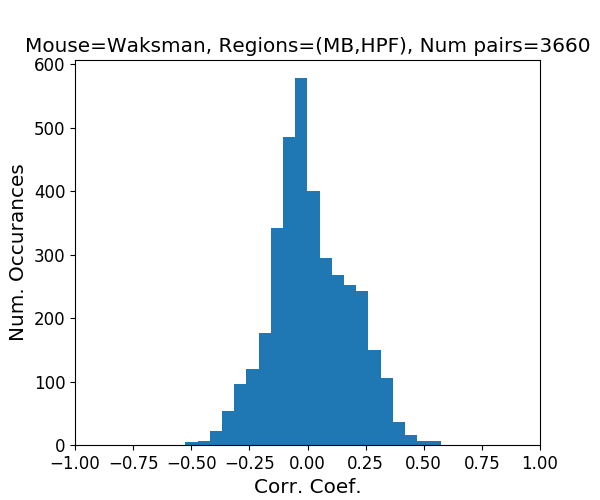 Mouse=Waksman, Regions=(MB,HPF), Num pairs=3660
600
500
400
300
200
100
0
Num. Occurances
−1.00 −0.75 −0.50 −0.25 0.00 0.25 0.50 0.75 1.00
Corr. Coef.